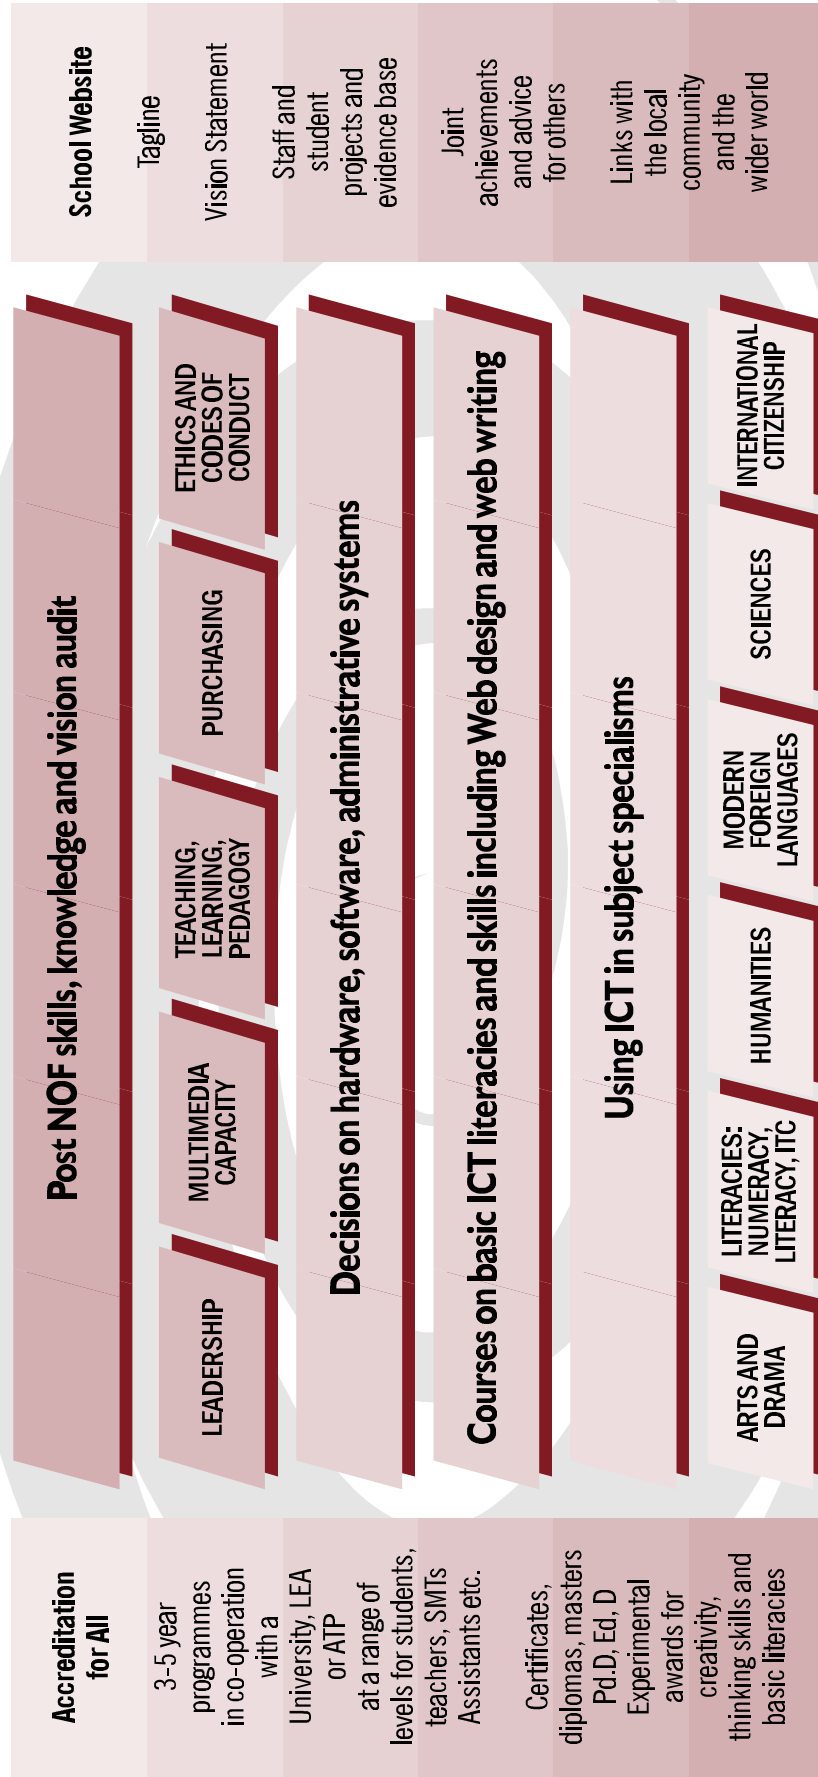 Accreditation
for All
3-5 year
programmes
in co-operation
with a
University, LEA
or ATP
at a range of
levels for students,
teachers, SMTs
Assistants etc.
Certificates,
diplomas, masters
Pd.D, Ed, D
Experimental
awards for
creativity,
thinking skills and
basic literacies
Post NOF skills, knowledge and vision audit
LEADERSHIP
MULTIMEDIA
CAPACITY
TEACHING,
LEARNING,
PEDAGOGY
PURCHASING
ETHICS AND
CODES OF
CONDUCT
Decisions on hardware, software, administrative systems
Courses on basic ICT literacies and skills including Web design and web writing
Using ICT in subject specialisms
ARTS AND
DRAMA
LITERACIES:
NUMERACY,
LITERACY, ITC
HUMANITIES
MODERN
FOREIGN
LANGUAGES
SCIENCES
INTERNATIONAL
CITIZENSHIP
School Website
Tagline
Vision Statement
Staff and
student
projects and
evidence base
Joint
achievements
and advice
for others
Links with
the local
community
and the
wider world